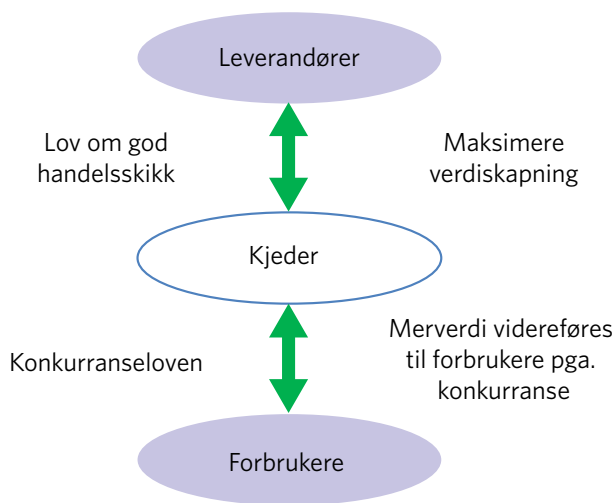 Leverandører
Lov om god
handelsskikk
Maksimere
verdiskapning
Kjeder
Konkurranseloven
Merverdi videreføres
til forbrukere pga.
konkurranse
Forbrukere